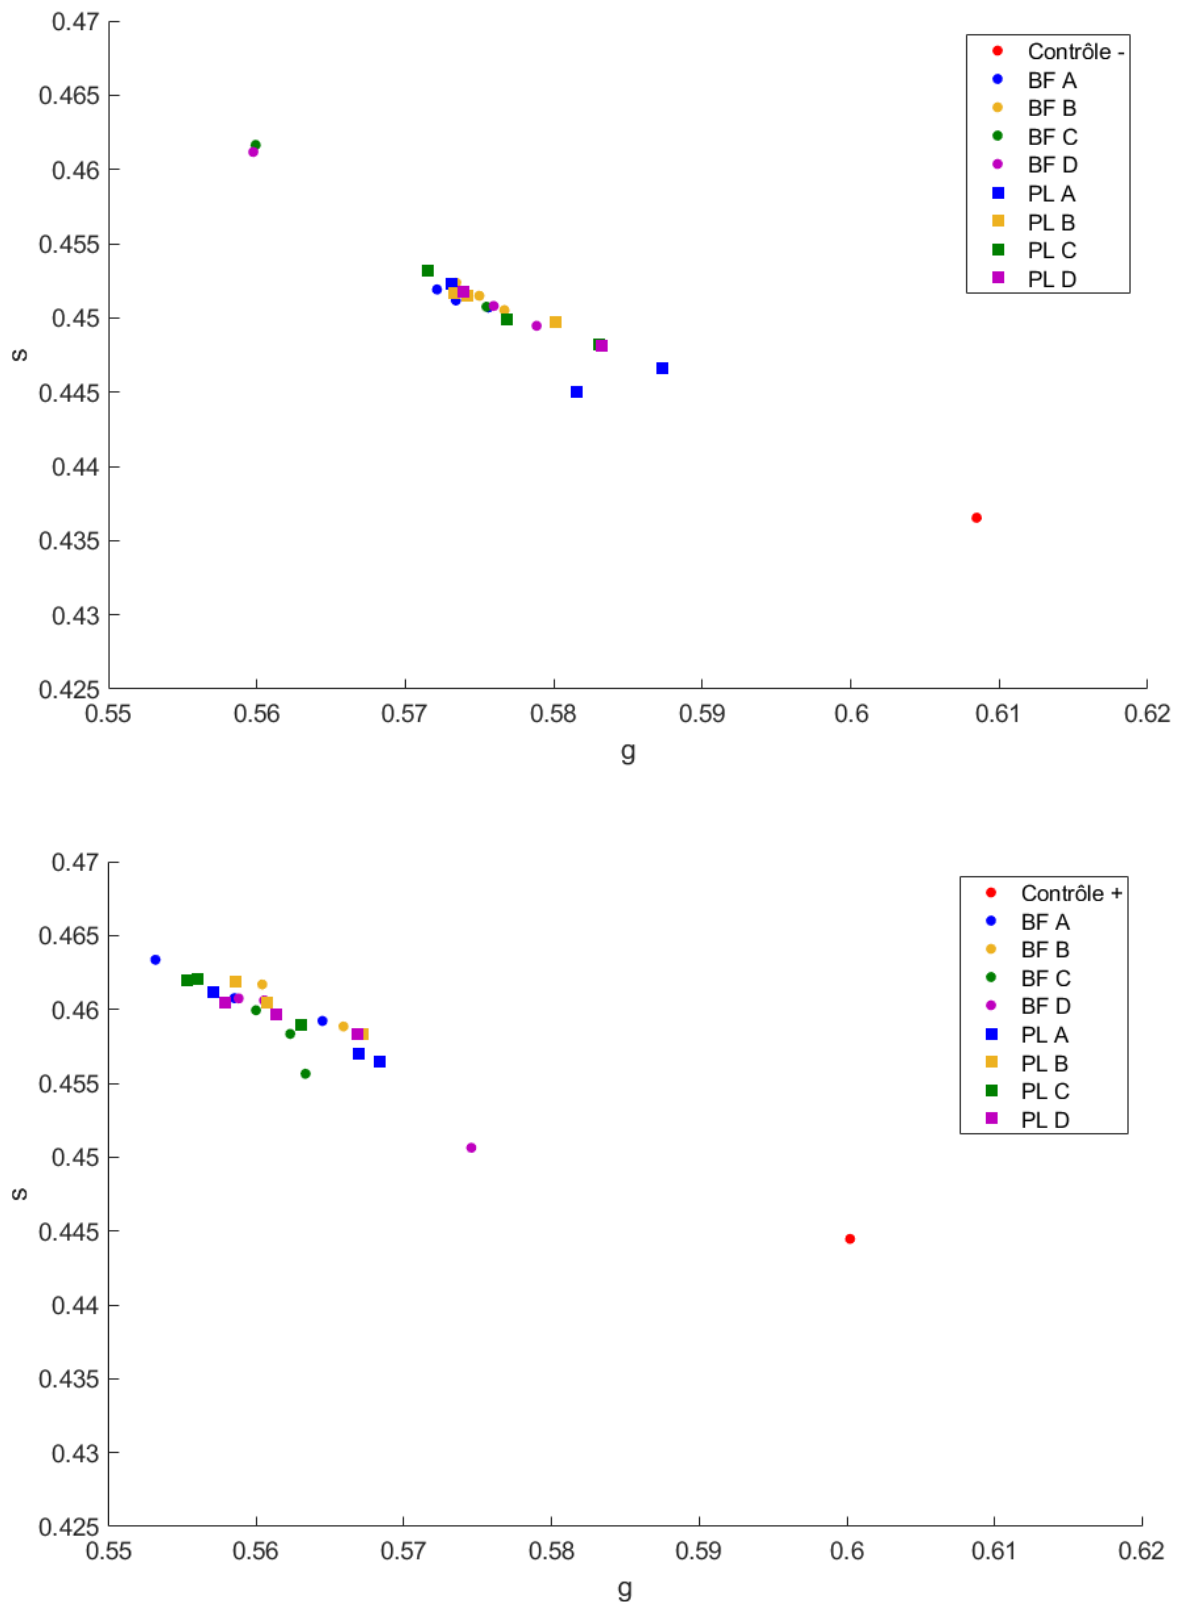 0.47
0.465
0.46
0.455
0.45
0.445
0.44
0.435
0.43
0.425
s
0.55 0.56 0.57 0.58 0.59 0.6 0.61 0.62
g
Contrôle -
BF A
BF B
BF C
BF D
PL A
PL B
PL C
PL D
0.47
0.465
0.46
0.455
0.45
0.445
0.44
0.435
0.43
0.425
s
0.55 0.56 0.57 0.58 0.59 0.6 0.61 0.62
g
Contrôle +
BF A
BF B
BF C
BF D
PL A
PL B
PL C
PL D